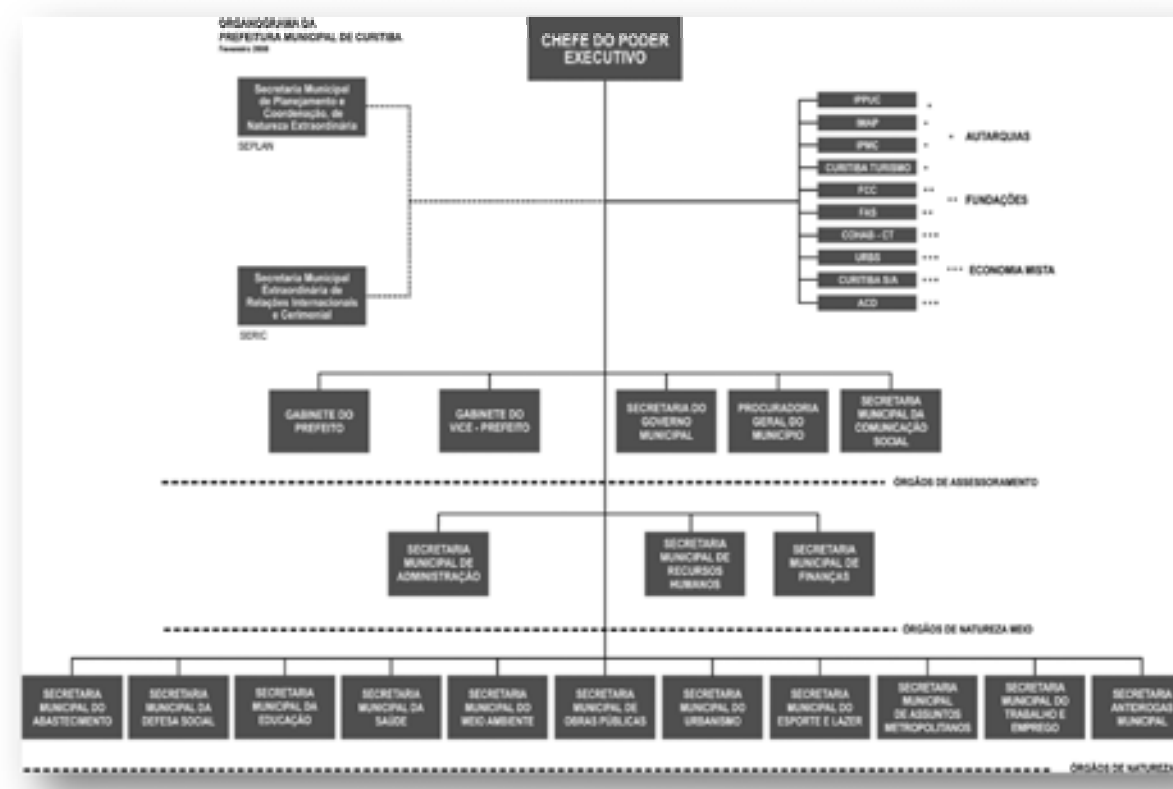 ORGANOGRAMA DA
PREFEITURA MUNICIPAL DE CURITIBA
Fevereiro
CHEFE DO PODER
EXECUTIVO
Secretaria Municipal
de Planejamento e
Coordenação, de
Natureza Extraordinária
SEPLAN
IPPUC *
IMAP *
IPMC *
CURITIBA TURISMO *
FCC **
FAS **
COHAB - CT ***
URBS ***
CURITIBA S/A ***
* AUTARQUIAS
** FUNDAÇÕES
*** ECONOMIA MISTA
Secretaria Municipal
Extraordinária de
Relações Internacionais
e Cerimonial
SERIC
GABINETE DO
PREFEITO
GABINETE DO
VICE - PREFEITO
SECRETARIA DO
GOVERNO
MUNICIPAL
PROCURADORIA
GERAL DO
MUNICÍPIO
SECRETARIA
MUNICIPAL DA
COMUNICAÇÃO
SOCIAL
ÓRGÃOS DE ASSESSORAMENTO
SECRETARIA
MUNICIPAL DE
ADMINISTRAÇÃO
SECRETARIA
MUNICIPAL DE
RECURSOS
HUMANOS
SECRETARIA
MUNICIPAL DE
FINANÇAS
ÓRGÃOS DE NATUREZA MEIO
SECRETARIA
MUNICIPAL DO
ABASTECIMENTO
SECRETARIA
MUNICIPAL DA
DEFESA SOCIAL
SECRETARIA
MUNICIPAL DA
EDUCAÇÃO
SECRETARIA
MUNICIPAL DA
SAÚDE
SECRETARIA
MUNICIPAL DO
MEIO AMBIENTE
SECRETARIA
MUNICIPAL DE
OBRAS PÚBLICAS
SECRETARIA
MUNICIPAL DO
URBANISMO
SECRETARIA
MUNICIPAL DO
ESPORTE E LAZER
SECRETARIA
MUNICIPAL
DE ASSUNTOS
METROPOLITANOS
SECRETARIA
MUNICIPAL DO
TRABALHO E
EMPREGO
SECRETARIA
ANTIDROGAS
MUNICIPAL
ÓRGÃOS DE NATUREZA